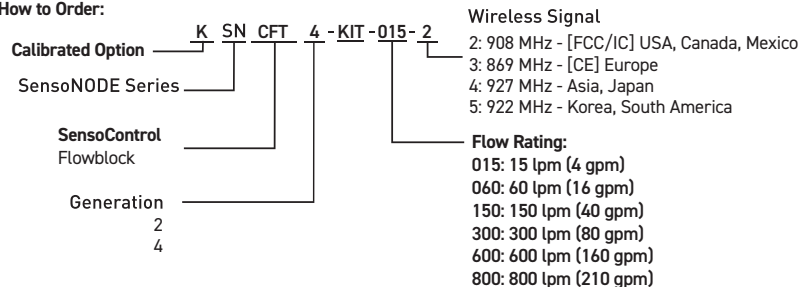 How to Order:
K SN CFT 4 - KIT - 015 - 2
Calibrated Option
SensoNODE Series
SensoControl
Flowblock
Generation
2
4
Wireless Signal
2: 908 MHz - [FCC/IC] USA, Canada, Mexico
3: 869 MHz - [CE] Europe
4: 927 MHz - Asia, Japan
5: 922 MHz - Korea, South America
Flow Rating:
015: 15 lpm (4 gpm)
060: 60 lpm (16 gpm)
150: 150 lpm (40 gpm)
300: 300 lpm (80 gpm)
600: 600 lpm (160 gpm)
800: 800 lpm (210 gpm)